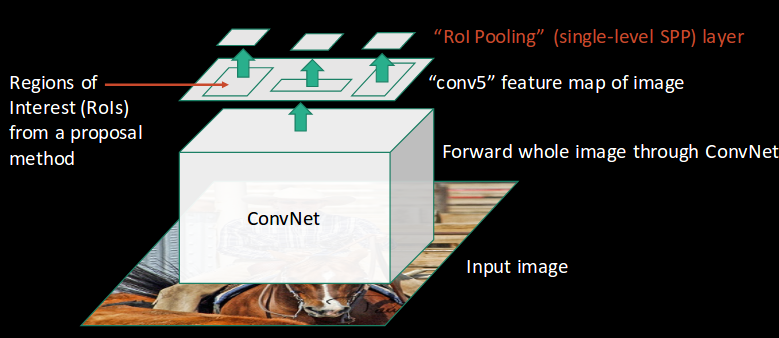 “RoI Pooling” (single-level SPP) layer
Regions of
Interest (RoIs)
from a proposal
method
“conv5” feature map of image
Forward whole image through ConvNet
ConvNet
Input image